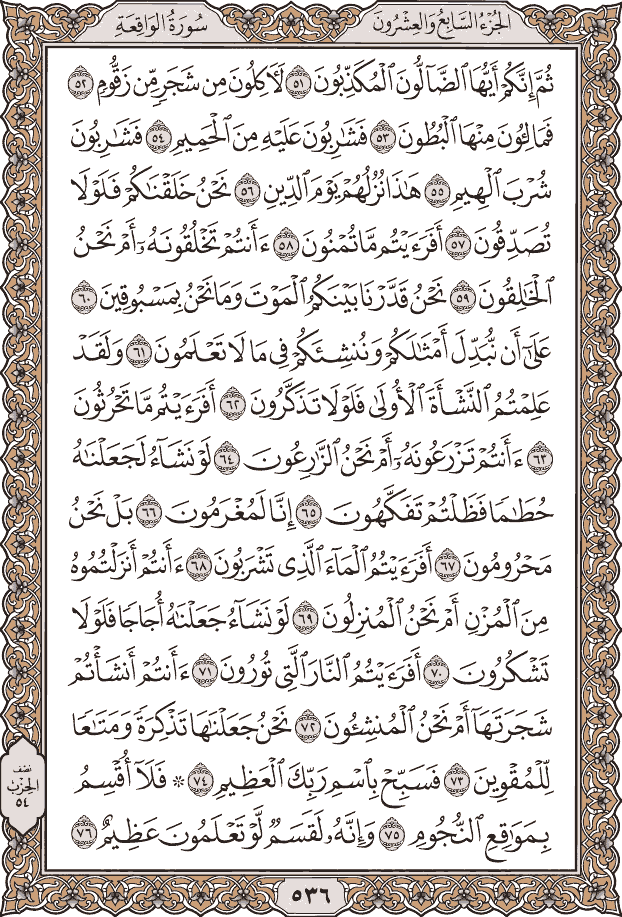 سُورَةُ الوَاقِعَةِ
الجُزْءُ السَّابِعُ وَالعِشْرُونَ
ثُمَّ إِنَّكُمْ أَيُّهَا ٱلضَّآلُّونَ ٱلْمُكَذِّبُونَ ٥١ لَأٓكِلُونَ مِن شَجَرٍ مِّن زَقُّومٍ ٥٢
فَمَالِـُٔونَ مِنْهَا ٱلْبُطُونَ ٥٣ فَشَٰرِبُونَ عَلَيْهِ مِنَ ٱلْحَمِيمِ ٥٤ فَشَٰرِبُونَ
شُرْبَ ٱلْهِيمِ ٥٥ هَٰذَا نُزُلُهُمْ يَوْمَ ٱلدِّينِ ٥٦ نَحْنُ خَلَقْنَٰكُمْ فَلَوْلَا
تُصَدِّقُونَ ٥٧ أَفَرَءَيْتُم مَّا تُمْنُونَ ٥٨ ءَأَنتُمْ تَخْلُقُونَهُۥٓ أَمْ نَحْنُ
ٱلْخَٰلِقُونَ ٥٩ نَحْنُ قَدَّرْنَا بَيْنَكُمُ ٱلْمَوْتَ وَمَا نَحْنُ بِمَسْبُوقِينَ ٦٠
عَلَىٰٓ أَن نُّبَدِّلَ أَمْثَٰلَكُمْ وَنُنشِئَكُمْ فِى مَا لَا تَعْلَمُونَ ٦١ وَلَقَدْ
عَلِمْتُمُ ٱلنَّشْأَةَ ٱلْأُولَىٰ فَلَوْلَا تَذَكَّرُونَ ٦٢ أَفَرَءَيْتُم مَّا تَحْرُثُونَ
٦٣ ءَأَنتُمْ تَزْرَعُونَهُۥٓ أَمْ نَحْنُ ٱلزَّٰرِعُونَ ٦٤ لَوْ نَشَآءُ لَجَعَلْنَٰهُ
حُطَٰمًا فَظَلْتُمْ تَفَكَّهُونَ ٦٥ إِنَّا لَمُغْرَمُونَ ٦٦ بَلْ نَحْنُ
مَحْرُومُونَ ٦٧ أَفَرَءَيْتُمُ ٱلْمَآءَ ٱلَّذِى تَشْرَبُونَ ٦٨ ءَأَنتُمْ أَنزَلْتُمُوهُ
مِنَ ٱلْمُزْنِ أَمْ نَحْنُ ٱلْمُنزِلُونَ ٦٩ لَوْ نَشَآءُ جَعَلْنَٰهُ أُجَاجًا فَلَوْلَا
تَشْكُرُونَ ٧٠ أَفَرَءَيْتُمُ ٱلنَّارَ ٱلَّتِى تُورُونَ ٧١ ءَأَنتُمْ أَنشَأْتُمْ
شَجَرَتَهَآ أَمْ نَحْنُ ٱلْمُنشِـُٔونَ ٧٢ نَحْنُ جَعَلْنَٰهَا تَذْكِرَةً وَمَتَٰعًا
لِّلْمُقْوِينَ ٧٣ فَسَبِّحْ بِٱسْمِ رَبِّكَ ٱلْعَظِيمِ ٧٤ ۞ فَلَآ أُقْسِمُ
بِمَوَٰقِعِ ٱلنُّجُومِ ٧٥ وَإِنَّهُۥ لَقَسَمٌ لَّوْ تَعْلَمُونَ عَظِيمٌ ٧٦
نصف
الحزب
٥٤
٥٣٦